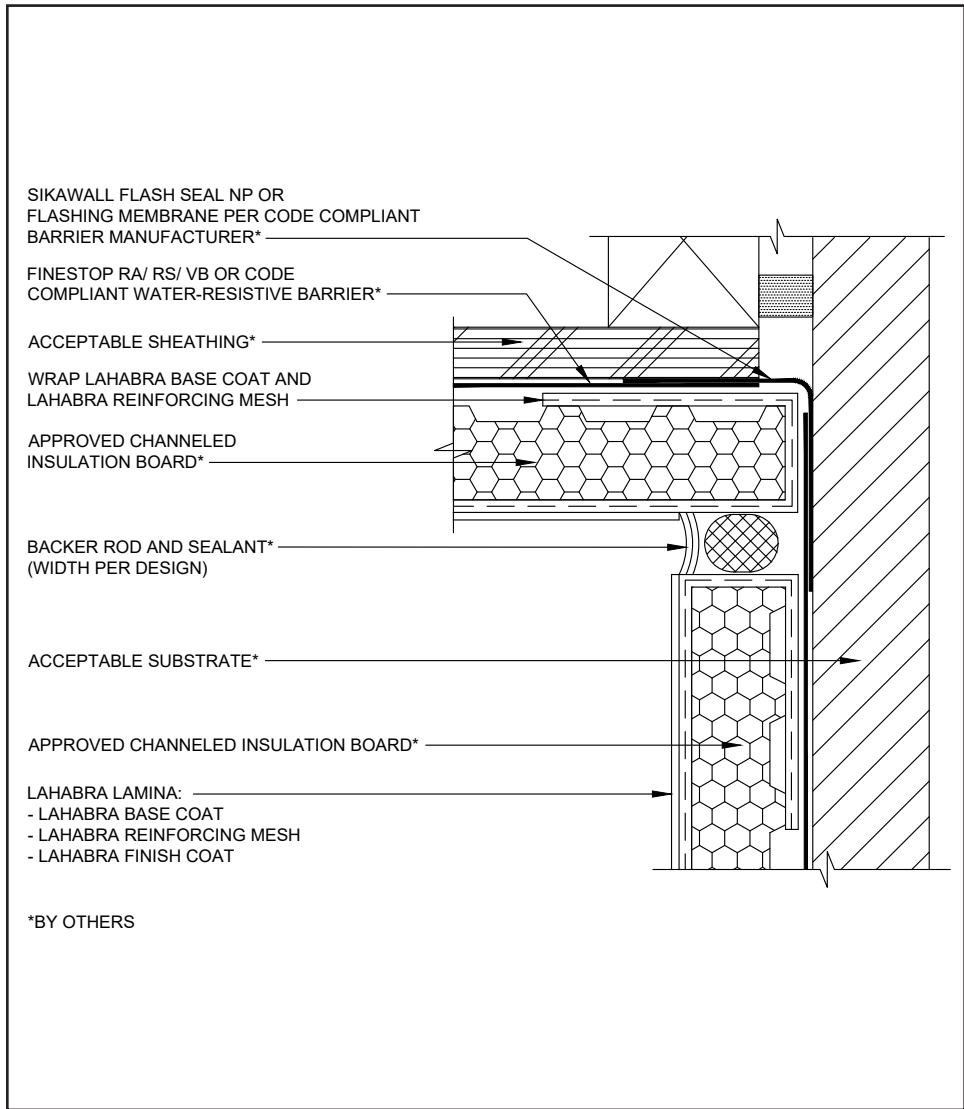 SIKAWALL FLASH SEAL NP OR
FLASHING MEMBRANE PER CODE COMPLIANT
BARRIER MANUFACTURER*
FINESTOP RA/ RS/ VB OR CODE
COMPLIANT WATER-RESISTIVE BARRIER*
ACCEPTABLE SHEATHING*
WRAP LAHABRA BASE COAT AND
LAHABRA REINFORCING MESH
APPROVED CHANNELED
INSULATION BOARD*
BACKER ROD AND SEALANT*
(WIDTH PER DESIGN)
ACCEPTABLE SUBSTRATE*
APPROVED CHANNELED INSULATION BOARD*
LAHABRA LAMINA:
- LAHABRA BASE COAT
- LAHABRA REINFORCING MESH
- LAHABRA FINISH COAT
*BY OTHERS